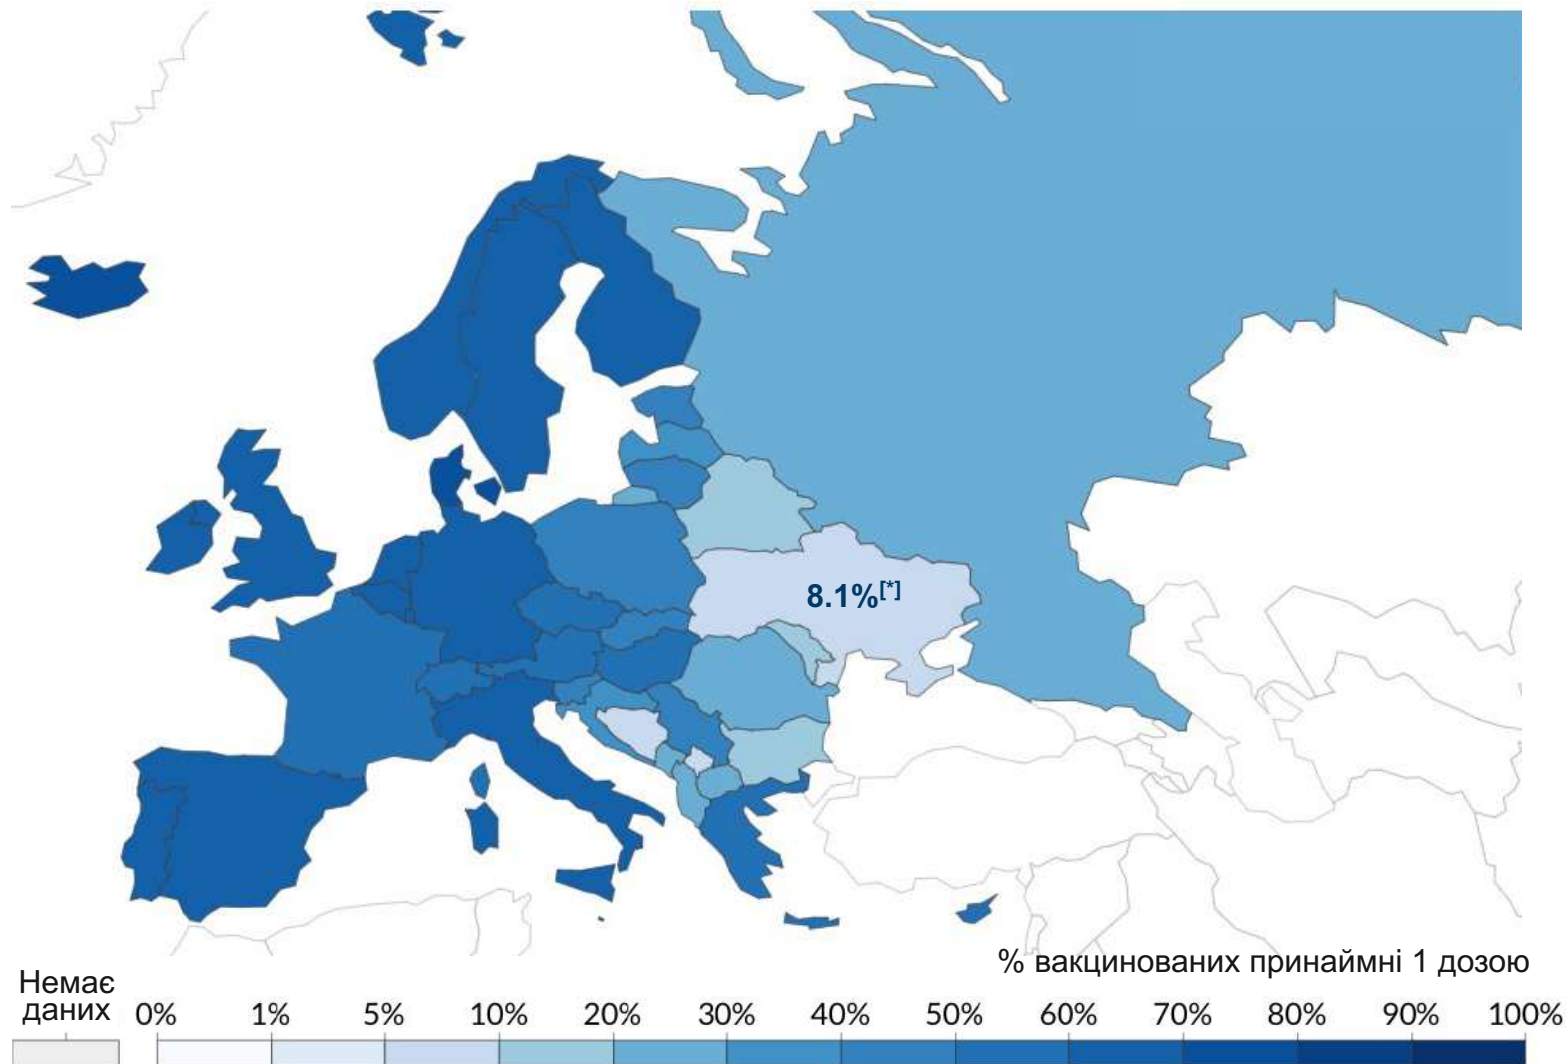 8.1%[*]
% вакцинованих принаймні 1 дозою
Немає
даних
0% 1% 5% 10% 20% 30% 40% 50% 60% 70% 80% 90% 100%